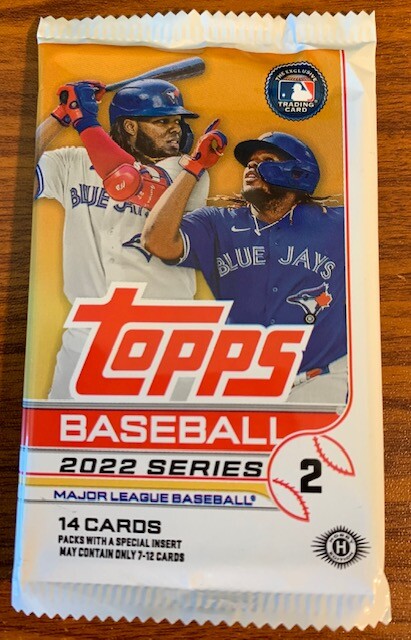 THE EXCLUSIVE
TRADING
CARD
BLUE JAYS
BLUE JAYS
Topps
BASEBALL
2022 SERIES
2
MAJOR LEAGUE BASEBALL®
14 CARDS
PACKS WITH A SPECIAL INSERT
MAY CONTAIN ONLY 7-12 CARDS
H